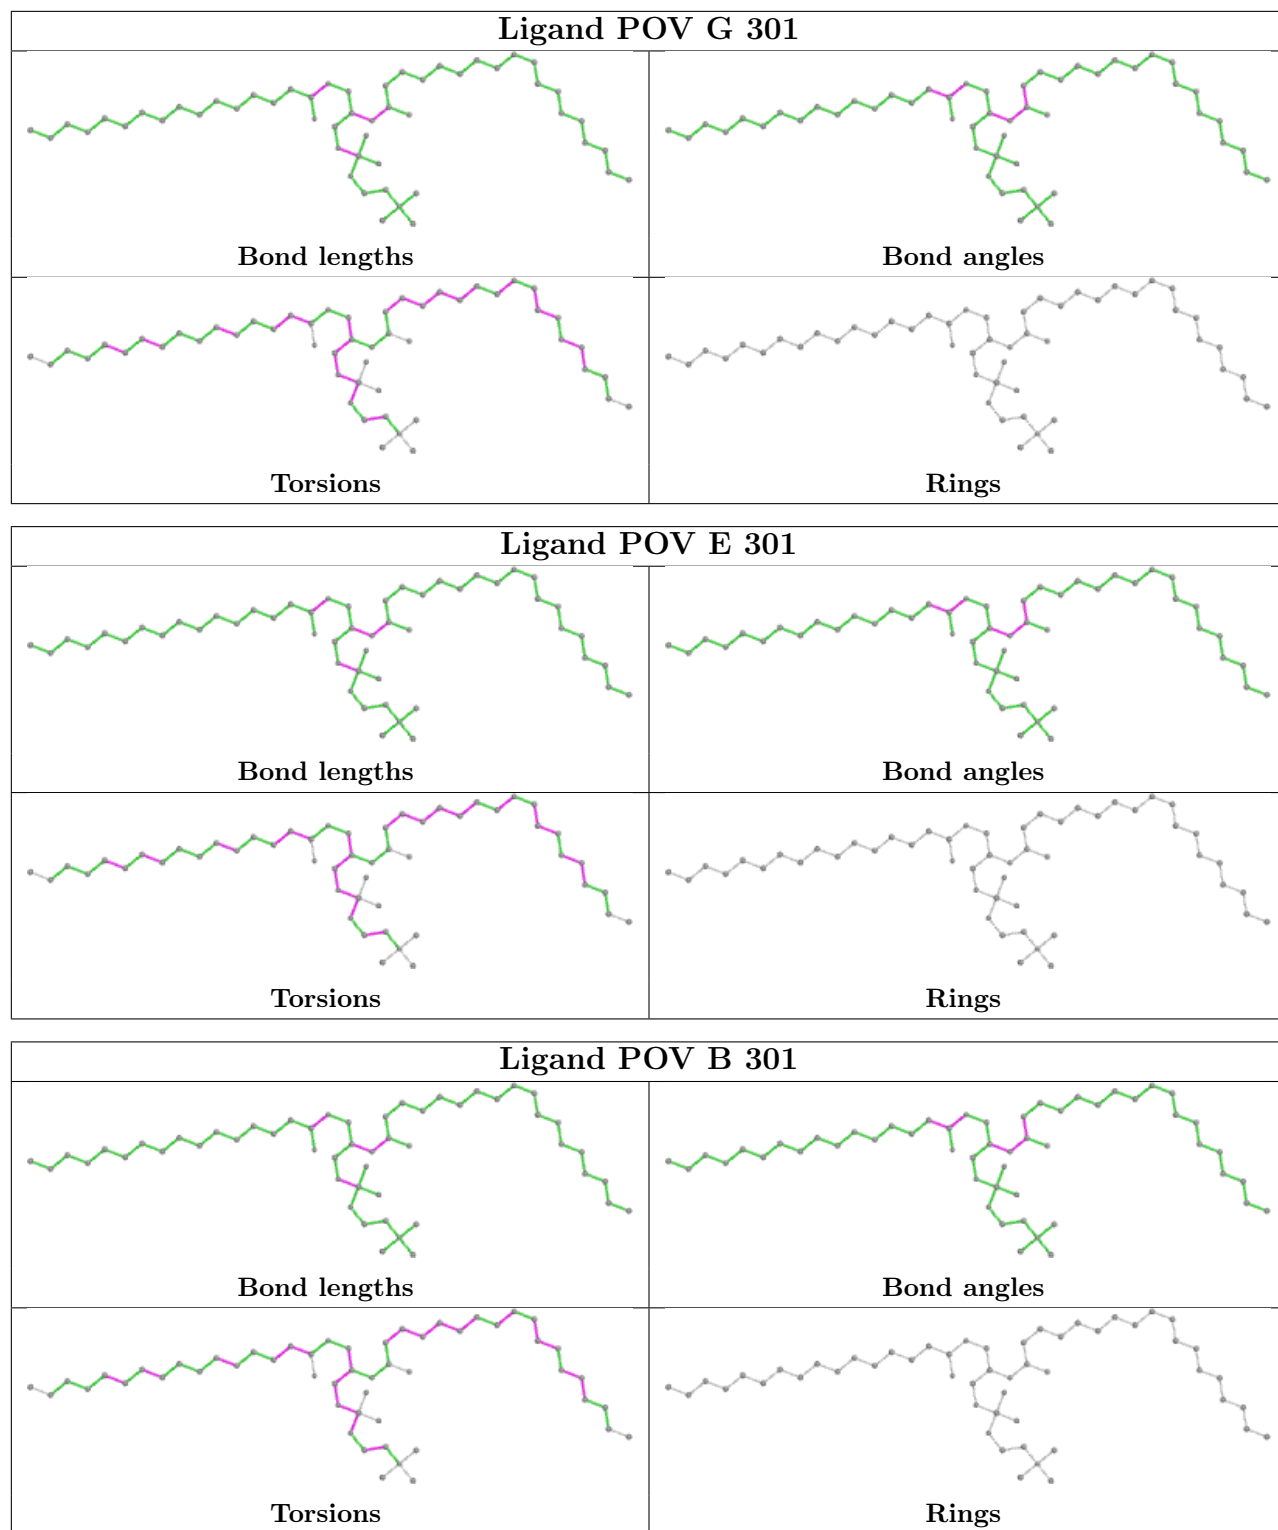 Ligand POV G 301
Bond lengths
Bond angles
Torsions
Rings
Ligand POV E 301
Bond lengths
Bond angles
Torsions
Rings
Ligand POV B 301
Bond lengths
Bond angles
Torsions
Rings